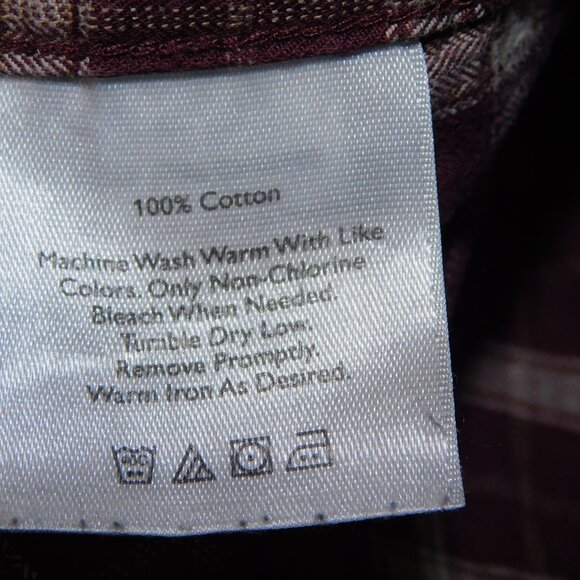 100% Cotton
Machine Wash Warm With Like
Colors. Only Non-Chlorine
Bleach When Needed.
Tumble Dry Low.
Remove Promptly.
Warm Iron As Desired.